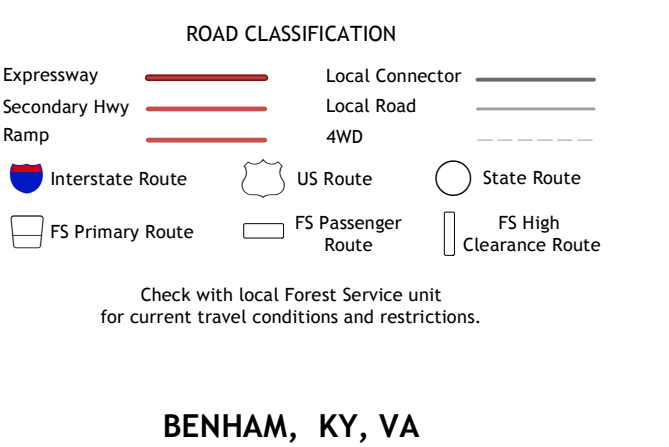 ROAD CLASSIFICATION
Expressway
Local Connector
Secondary Hwy
Local Road
Ramp
4WD
Interstate Route
US Route
State Route
FS Primary Route
FS Passenger
Route
FS High
Clearance Route
Check with local Forest Service unit
for current travel conditions and restrictions.
BENHAM, KY, VA